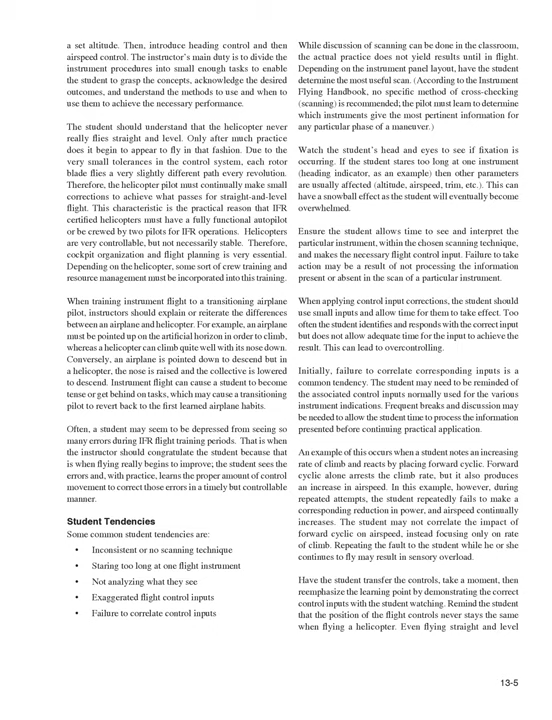 a set altitude. Then, introduce heading control and then
airspeed control. The instructor's main duty is to divide the
instrument procedures into small enough tasks to enable
the student to grasp the concepts, acknowledge the desired
outcomes, and understand the methods to use and when to
use them to achieve the necessary performance.
The student should understand that the helicopter never
really flies straight and level. Only after much practice
does it begin to appear to fly in that fashion. Due to the
very small tolerances in the control system, each rotor
blade flies a very slightly different path every revolution.
Therefore, the helicopter pilot must continually make small
corrections to achieve what passes for straight-and-level
flight. This characteristic is the practical reason that IFR
certified helicopters must have a fully functional autopilot
or be crewed by two pilots for IFR operations. Helicopters
are very controllable, but not necessarily stable. Therefore,
cockpit organization and flight planning is very essential.
Depending on the helicopter, some sort of crew training and
resource management must be incorporated into this training.
When training instrument flight to a transitioning airplane
pilot, instructors should explain or reiterate the differences
between an airplane and helicopter. For example, an airplane
must be pointed up on the artificial horizon in order to climb,
whereas a helicopter can climb quite well with its nose down.
Conversely, an airplane is pointed down to descend but in
a helicopter, the nose is raised and the collective is lowered
to descend. Instrument flight can cause a student to become
tense or get behind on tasks, which may cause a transitioning
pilot to revert back to the first learned airplane habits.
Often, a student may seem to be depressed from seeing so
many errors during IFR flight training periods. That is when
the instructor should congratulate the student because that
is when flying really begins to improve; the student sees the
errors and, with practice, learns the proper amount of control
movement to correct those errors in a timely but controllable
manner.
Student Tendencies
Some common student tendencies are:
• Inconsistent or no scanning technique
• Staring too long at one flight instrument
• Not analyzing what they see
• Exaggerated flight control inputs
• Failure to correlate control inputs
While discussion of scanning can be done in the classroom,
the actual practice does not yield results until in flight.
Depending on the instrument panel layout, have the student
determine the most useful scan. (According to the Instrument
Flying Handbook, no specific method of cross-checking
(scanning) is recommended; the pilot must learn to determine
which instruments give the most pertinent information for
any particular phase of a maneuver.)
Watch the student's head and eyes to see if fixation is
occurring. If the student stares too long at one instrument
(heading indicator, as an example) then other parameters
are usually affected (altitude, airspeed, trim, etc.). This can
have a snowball effect as the student will eventually become
overwhelmed.
Ensure the student allows time to see and interpret the
particular instrument, within the chosen scanning technique,
and makes the necessary flight control input. Failure to take
action may be a result of not processing the information
present or absent in the scan of a particular instrument.
When applying control input corrections, the student should
use small inputs and allow time for them to take effect. Too
often the student identifies and responds with the correct input
but does not allow adequate time for the input to achieve the
result. This can lead to overcontrolling.
Initially, failure to correlate corresponding inputs is a
common tendency. The student may need to be reminded of
the associated control inputs normally used for the various
instrument indications. Frequent breaks and discussion may
be needed to allow the student time to process the information
presented before continuing practical application.
An example of this occurs when a student notes an increasing
rate of climb and reacts by placing forward cyclic. Forward
cyclic alone arrests the climb rate, but it also produces
an increase in airspeed. In this example, however, during
repeated attempts, the student repeatedly fails to make a
corresponding reduction in power, and airspeed continually
increases. The student may not correlate the impact of
forward cyclic on airspeed, instead focusing only on rate
of climb. Repeating the fault to the student while he or she
continues to fly may result in sensory overload.
Have the student transfer the controls, take a moment, then
reemphasize the learning point by demonstrating the correct
control inputs with the student watching. Remind the student
that the position of the flight controls never stays the same
when flying a helicopter. Even flying straight and level
13-5